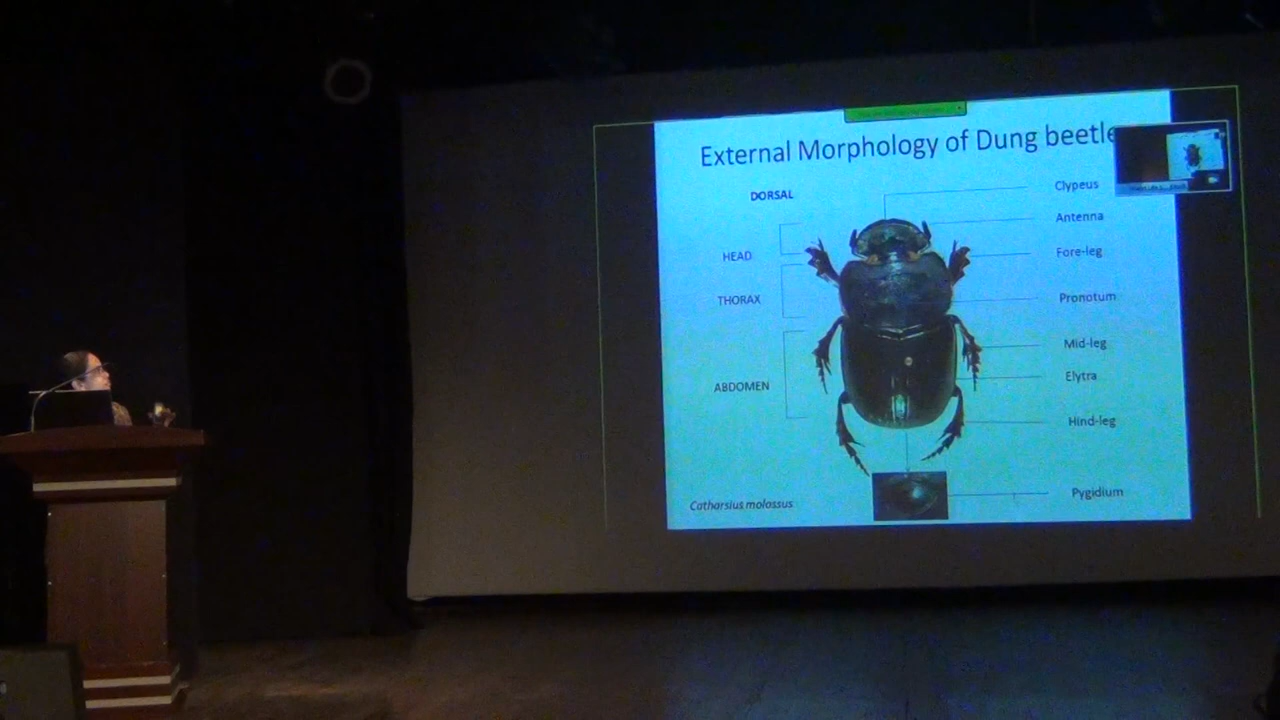 External Morphology of Dung beetle
DORSAL
Clypeus
Antenna
HEAD
Fore-leg
THORAX
Pronotum
Mid-leg
ABDOMEN
Elytra
Hind-leg
Pygidium
Catharsius molossus